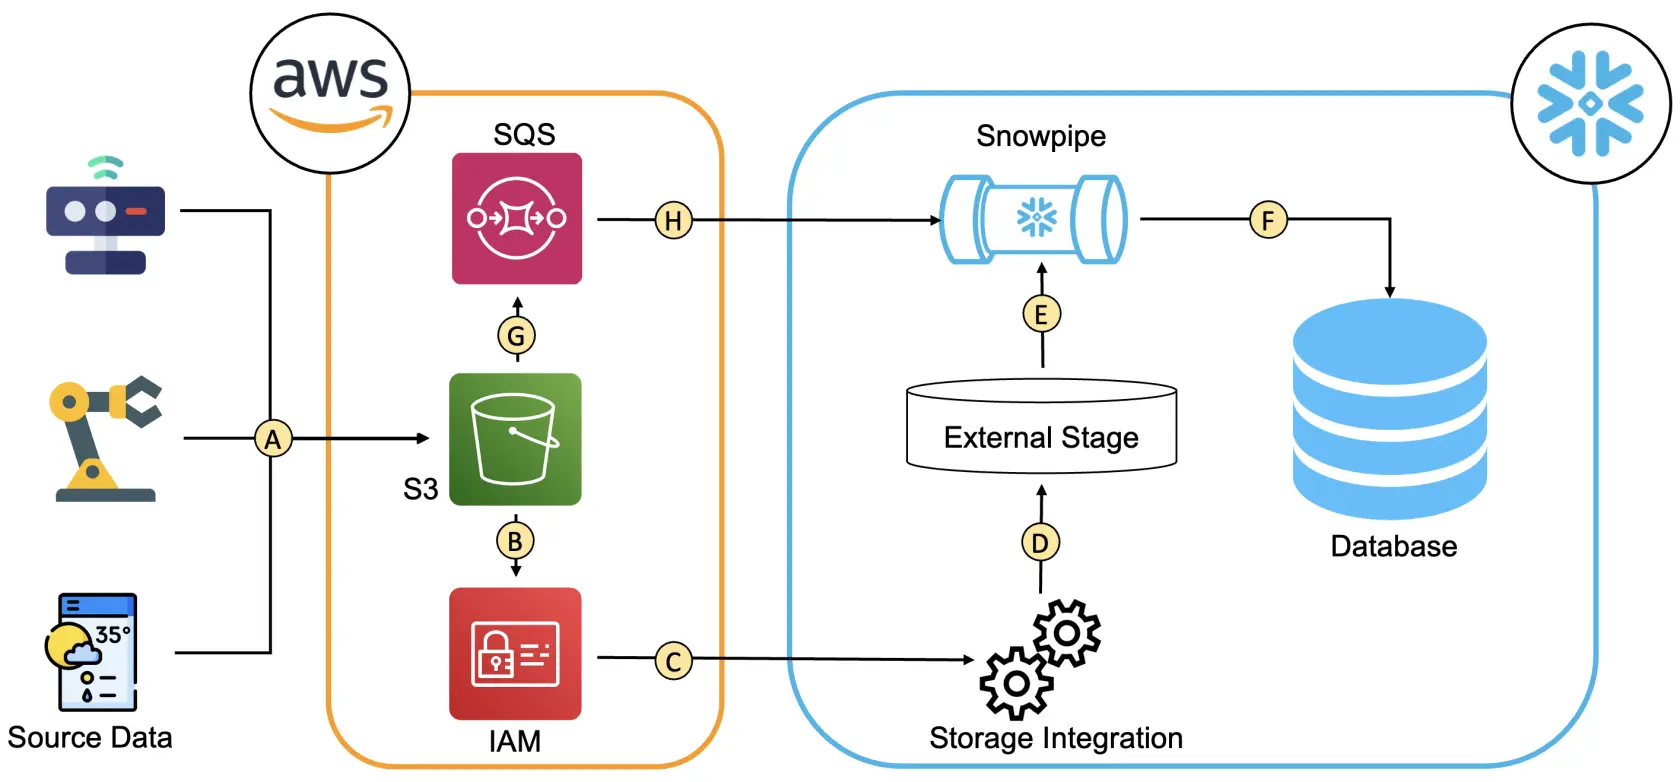 aws
SQS
Snowpipe
H
F
G
E
A
S3
External Stage
B
D
Database
35°
C
Source Data
IAM
Storage Integration